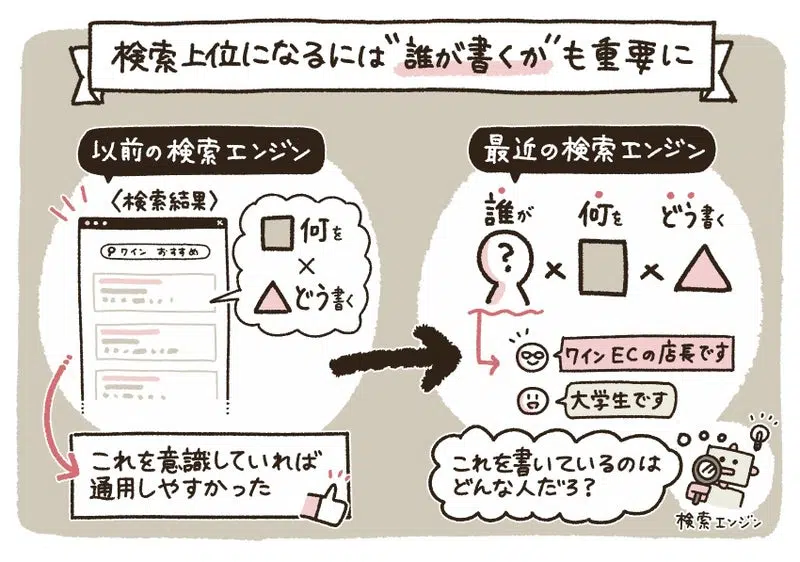 検索上位になるには"誰が書くか"も重要に
以前の検索エンジン
〈検索結果〉
ワイン おすすめ
何を
×
どう書く
これを意識していれば
通用しやすかった
最近の検索エンジン
誰が 何を どう書く
? × ×
ワインECの店長です
大学生です
これを書いているのは
どんな人だろ?
検索エンジン